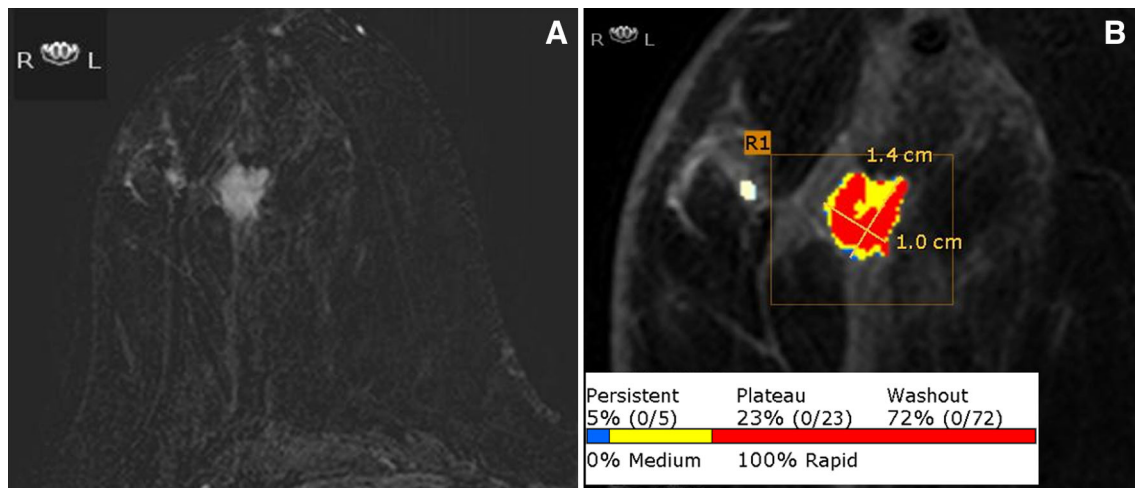 A
R L
B
R L
R1
1.4 cm
1.0 cm
Persistent Plateau Washout
5% (0/5) 23% (0/23) 72% (0/72)
0% Medium 100% Rapid